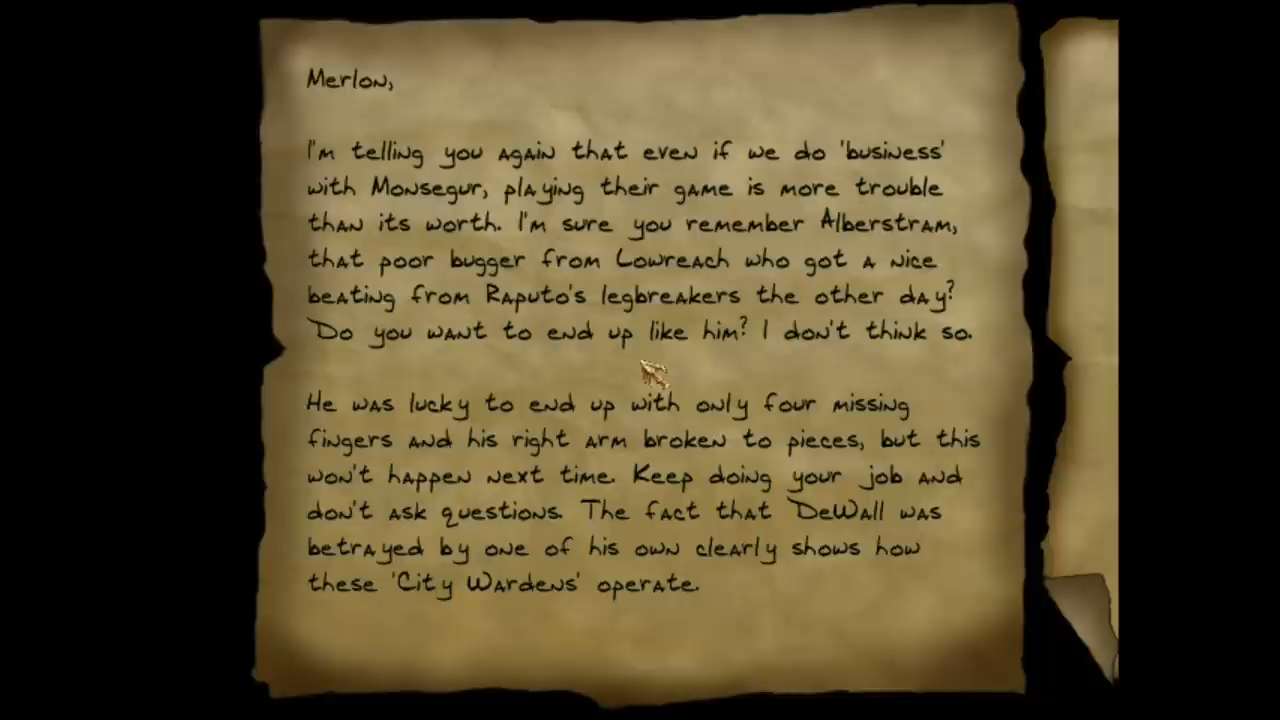 Merlon,
I'm telling you again that even if we do 'business'
with Monsegur, playing their game is more trouble
than its worth. I'm sure you remember Alberstram,
that poor bugger from Lowreach who got a nice
beating from Raputo's legbreakers the other day?
Do you want to end up like him? I don't think so.
He was lucky to end up with only four missing
fingers and his right arm broken to pieces, but this
won't happen next time. Keep doing your job and
don't ask questions. The fact that DeWall was
betrayed by one of his own clearly shows how
these 'City Wardens' operate.